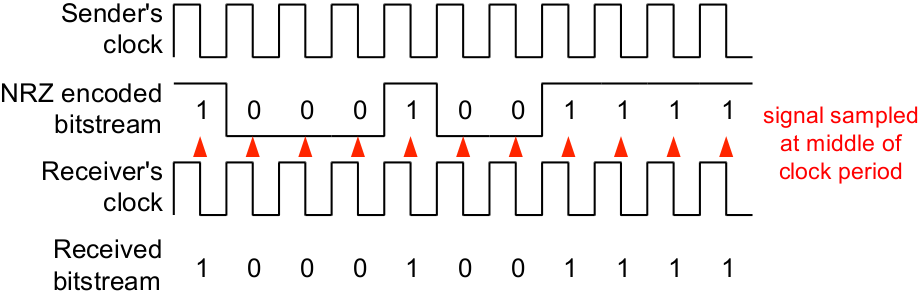 Sender's
clock
NRZ encoded
bitstream
1 0 0 0 1 0 0 1 1 1 1
signal sampled
at middle of
clock period
Receiver's
clock
Received
bitstream
1 0 0 0 1 0 0 1 1 1 1